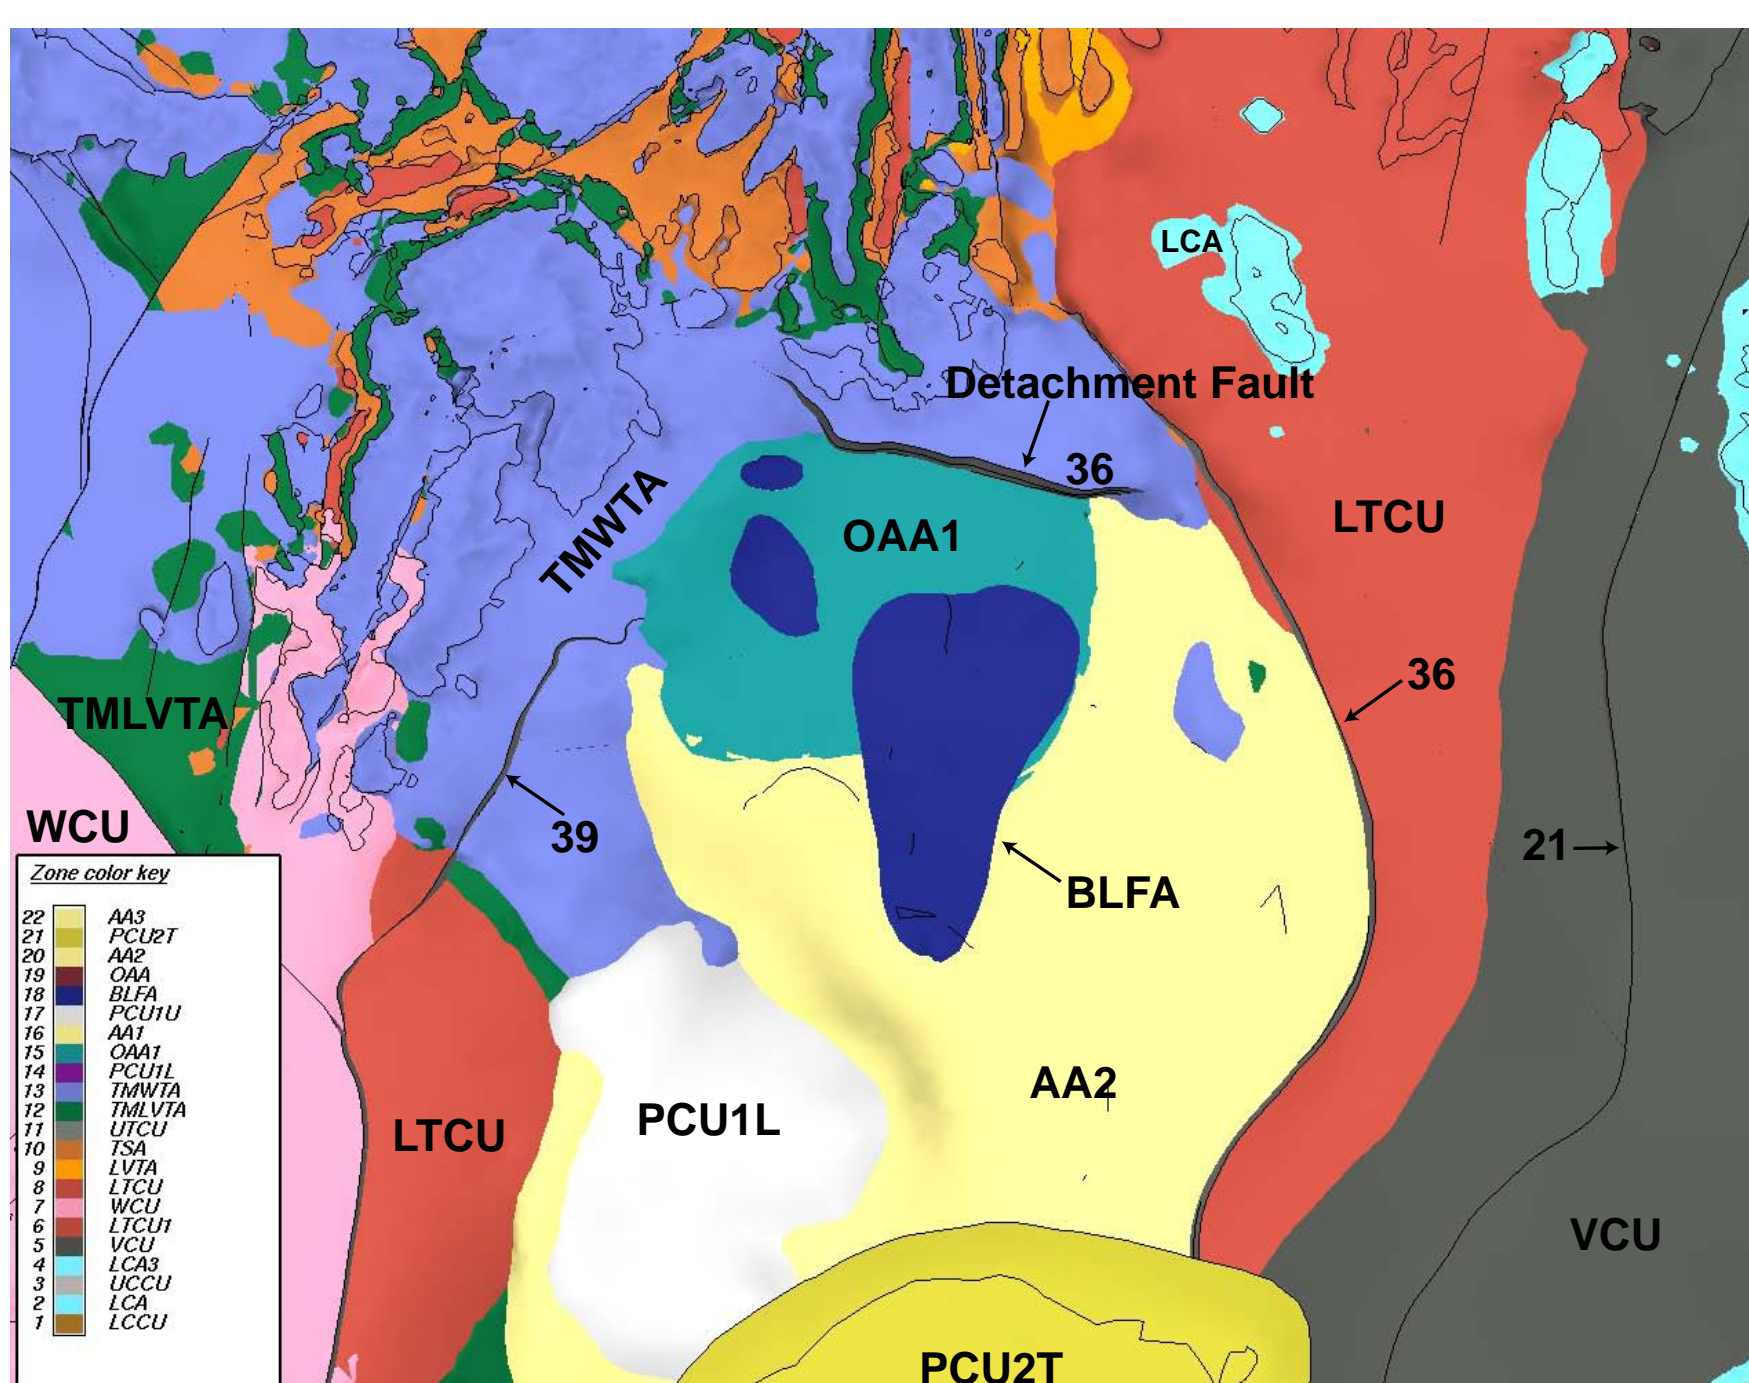 LCA
Detachment Fault
36
TMWTA
OAA1
LTCU
36
TMLVTA
WCU
39
21
BLFA
AA2
PCU1L
LTCU
VCU
PCU2T
Zone color key
22 AA3
21 PCU2T
20 AA2
19 OAA
18 BLFA
17 PCU1U
16 AA1
15 OAA1
14 PCU1L
13 TMWTA
12 TMLVTA
11 UTCU
10 TSA
9 LVTA
8 LTCU
7 WCU
6 LTCU1
5 VCU
4 LCA3
3 UCCU
2 LCA
1 LCCU